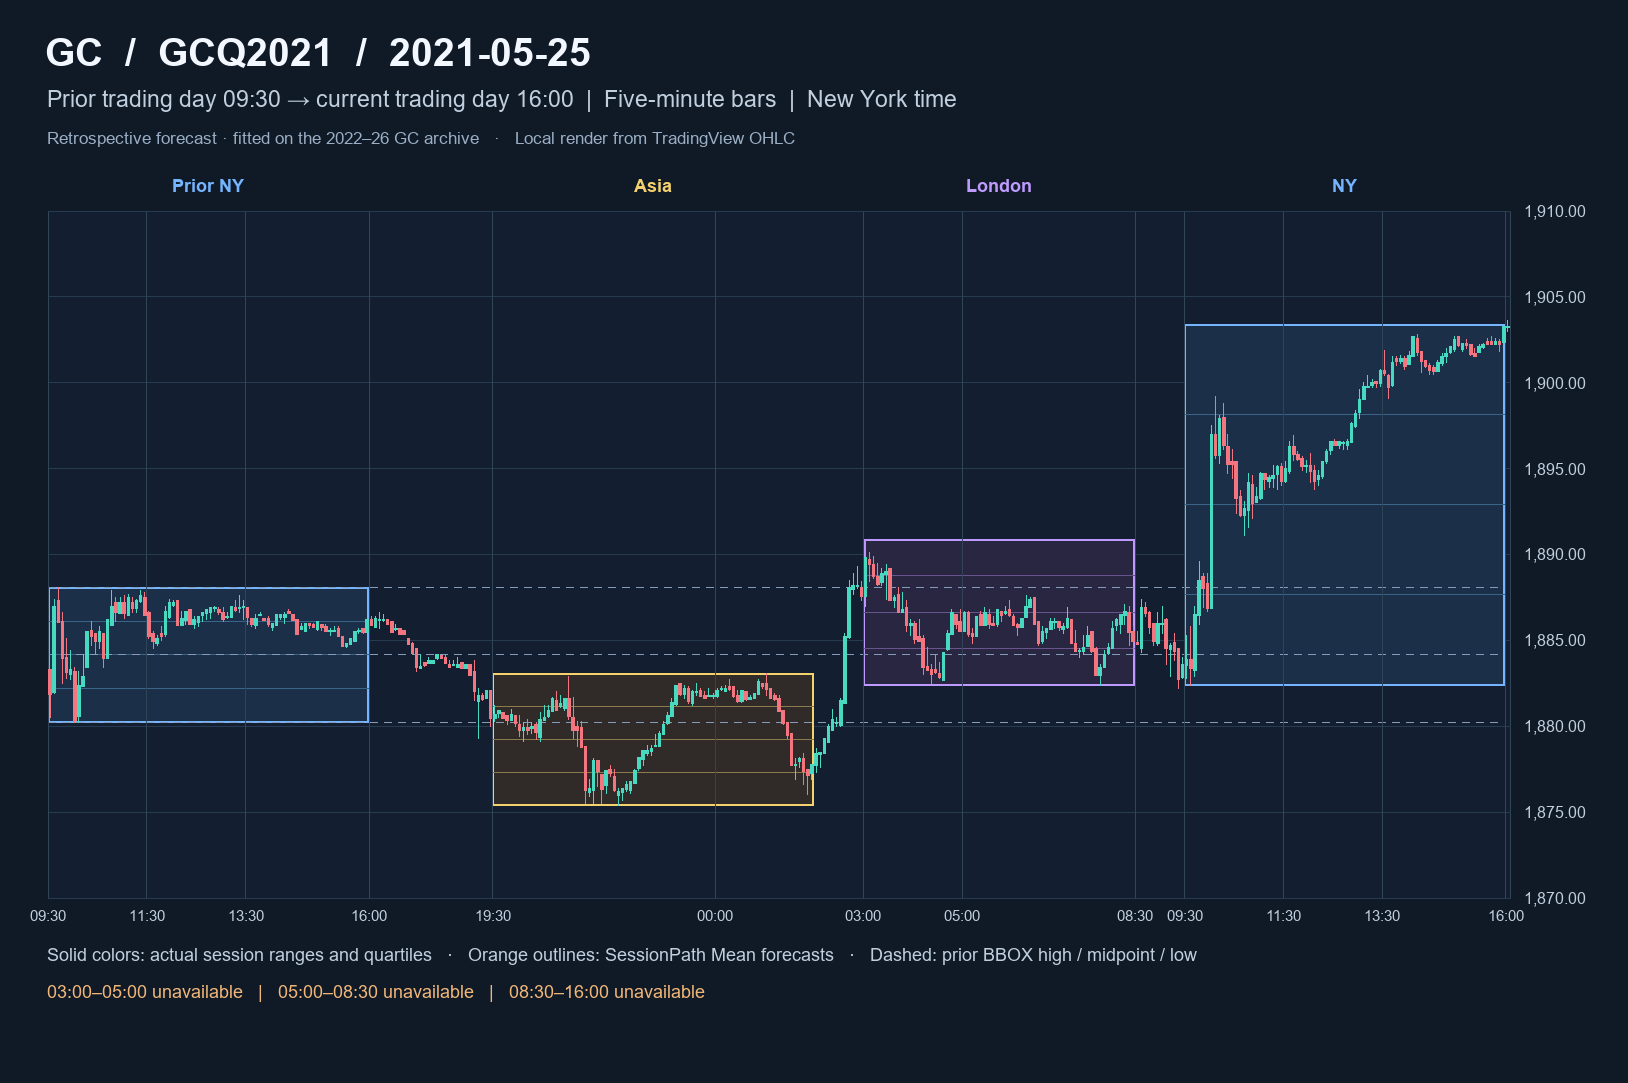 GC / GCQ2021 / 2021-05-25
Prior trading day 09:30 → current trading day 16:00 | Five-minute bars | New York time
Retrospective forecast · fitted on the 2022–26 GC archive · Local render from TradingView OHLC
Prior NY Asia London NY
1,910.00
1,905.00
1,900.00
1,895.00
1,890.00
1,885.00
1,880.00
1,875.00
1,870.00
09:30 11:30 13:30 16:00 19:30 00:00 03:00 05:00 08:30 09:30 11:30 13:30 16:00
Solid colors: actual session ranges and quartiles · Orange outlines: SessionPath Mean forecasts · Dashed: prior BBOX high / midpoint / low
03:00–05:00 unavailable | 05:00–08:30 unavailable | 08:30–16:00 unavailable